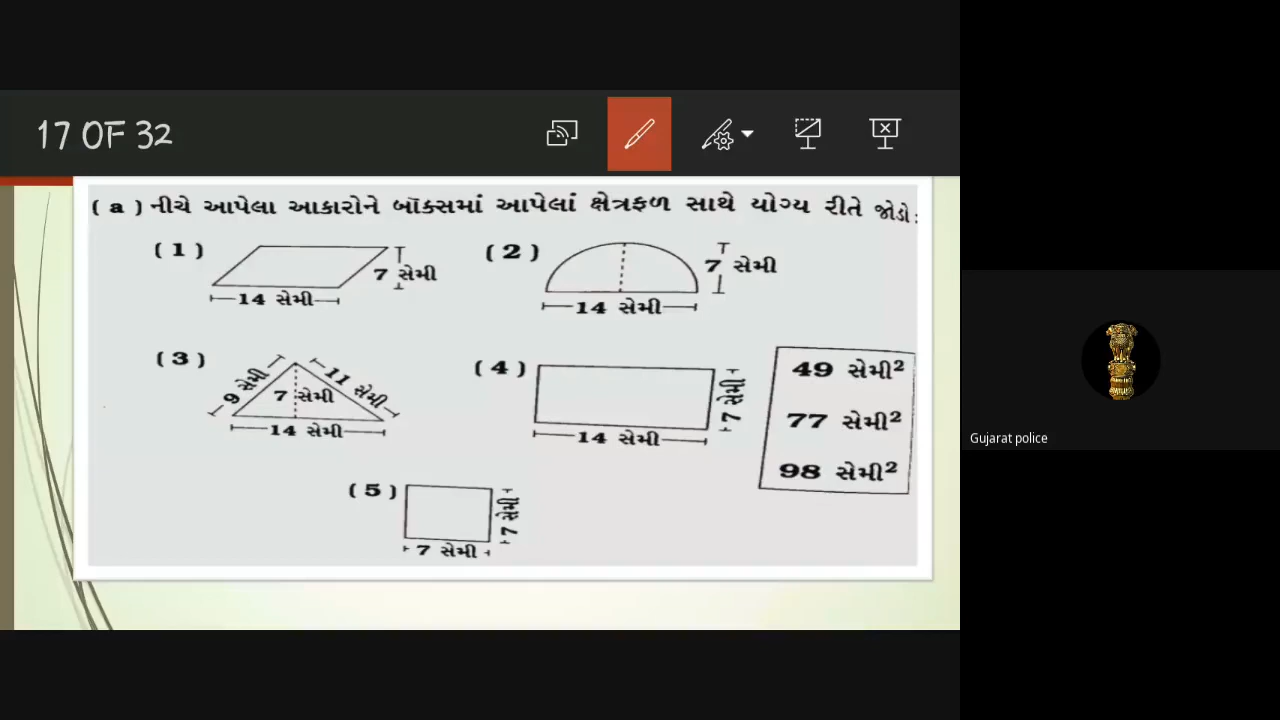 17 OF 32
( a ) નીચે આપેલા આકારોને બૉક્સમાં આપેલાં ક્ષેત્રફળ સાથે યોગ્ય રીતે જોડો :
( 1 )
7 સેમી
14 સેમી
( 2 )
7 સેમી
14 સેમી
( 3 )
9 સેમી
11 સેમી
7 સેમી
14 સેમી
( 4 )
7 સેમી
14 સેમી
49 સેમી²
77 સેમી²
98 સેમી²
( 5 )
7 સેમી
7 સેમી
Gujarat police